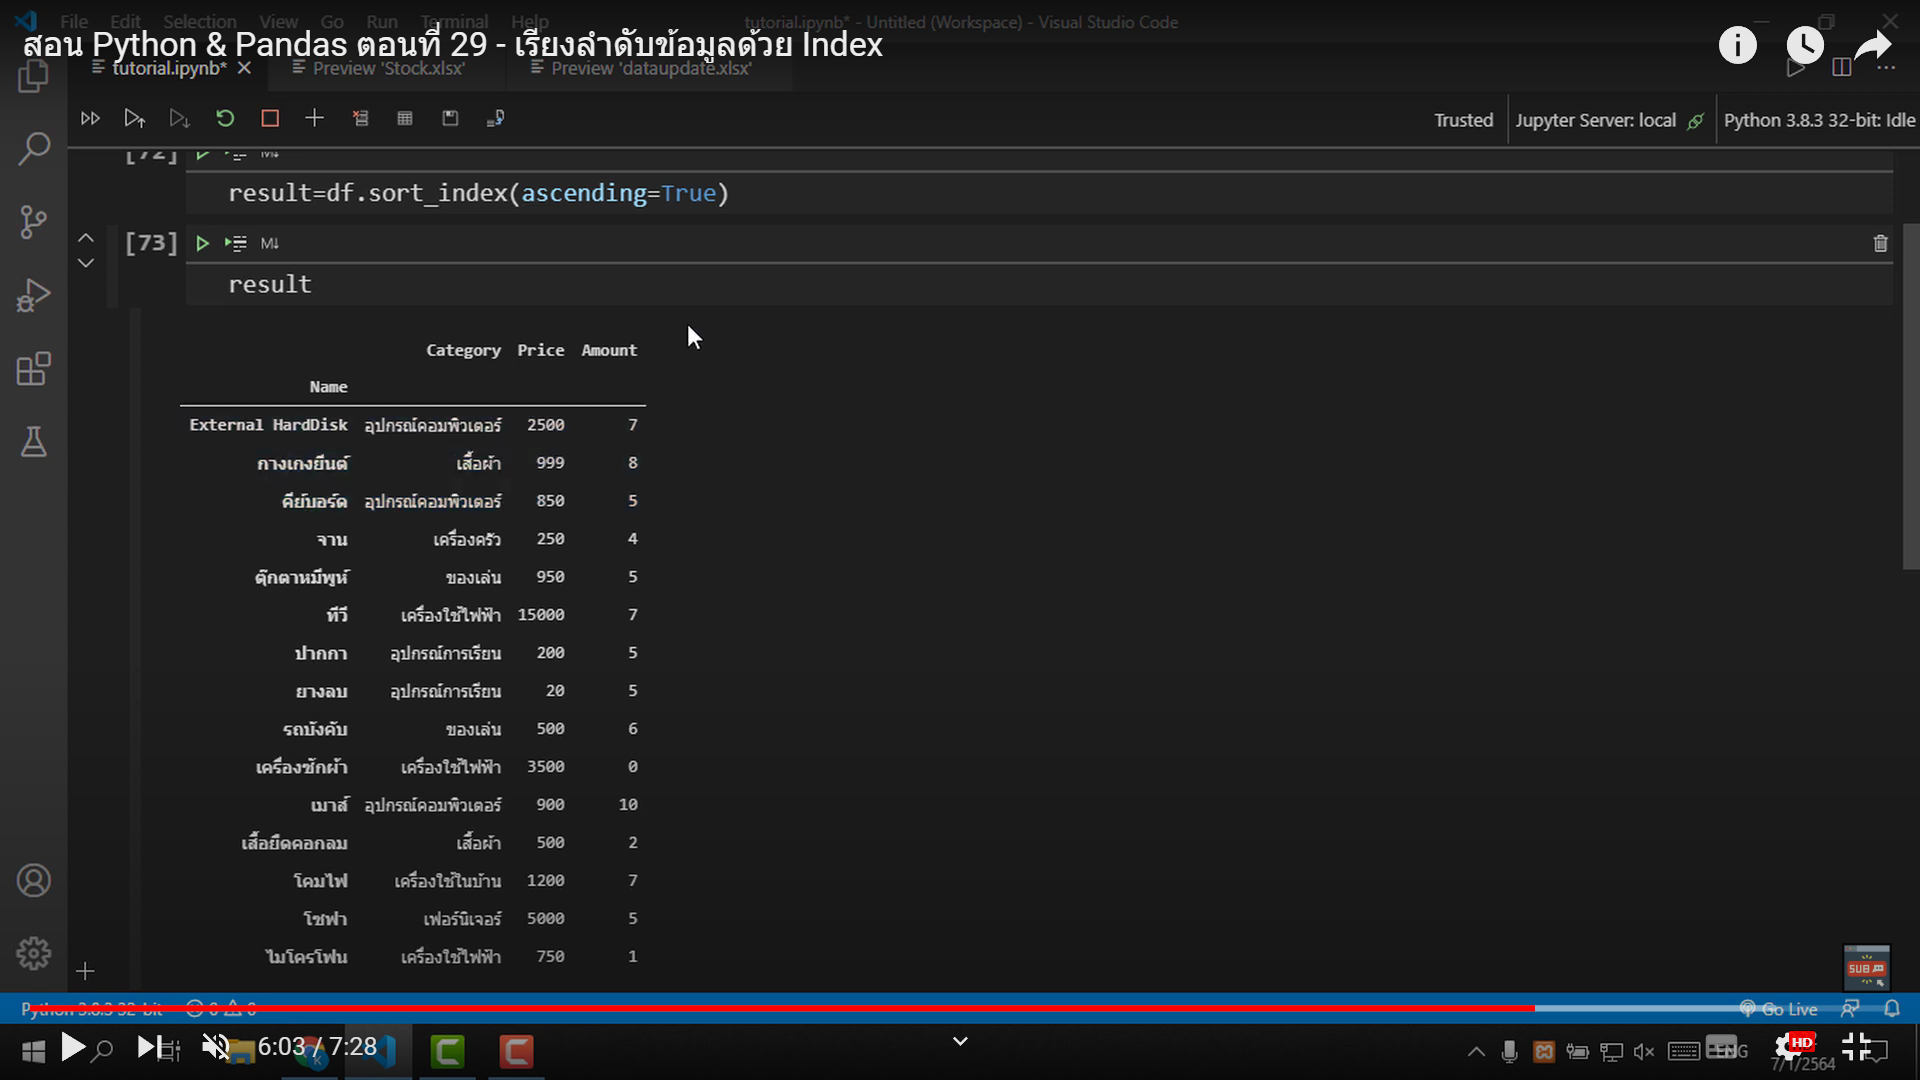 File Edit Selection View Go Run Terminal Help tutorial.ipynb* - Untitled (Workspace) - Visual Studio Code
สอน Python & Pandas ตอนที่ 29 - เรียงลำดับข้อมูลด้วย Index
tutorial.ipynb* Preview 'Stock.xlsx' Preview 'dataupdate.xlsx'
Trusted Jupyter Server: local Python 3.8.3 32-bit: Idle
[72] M↓
result=df.sort_index(ascending=True)
[73] M↓
result
Category Price Amount
Name
External HardDisk อุปกรณ์คอมพิวเตอร์ 2500 7
กางเกงยีนต์ เสื้อผ้า 999 8
คีย์บอร์ด อุปกรณ์คอมพิวเตอร์ 850 5
จาน เครื่องครัว 250 4
ตุ๊กตาหมีพูห์ ของเล่น 950 5
ทีวี เครื่องใช้ไฟฟ้า 15000 7
ปากกา อุปกรณ์การเรียน 200 5
ยางลบ อุปกรณ์การเรียน 20 5
รถบังคับ ของเล่น 500 6
เครื่องซักผ้า เครื่องใช้ไฟฟ้า 3500 0
เมาส์ อุปกรณ์คอมพิวเตอร์ 900 10
เสื้อยืดคอกลม เสื้อผ้า 500 2
โคมไฟ เครื่องใช้ในบ้าน 1200 7
โซฟา เฟอร์นิเจอร์ 5000 5
ไมโครโฟน เครื่องใช้ไฟฟ้า 750 1
SUB
Python 3.8.3 32-bit 0 0 Go Live
6:03 / 7:28 ENG HD
7/1/2564